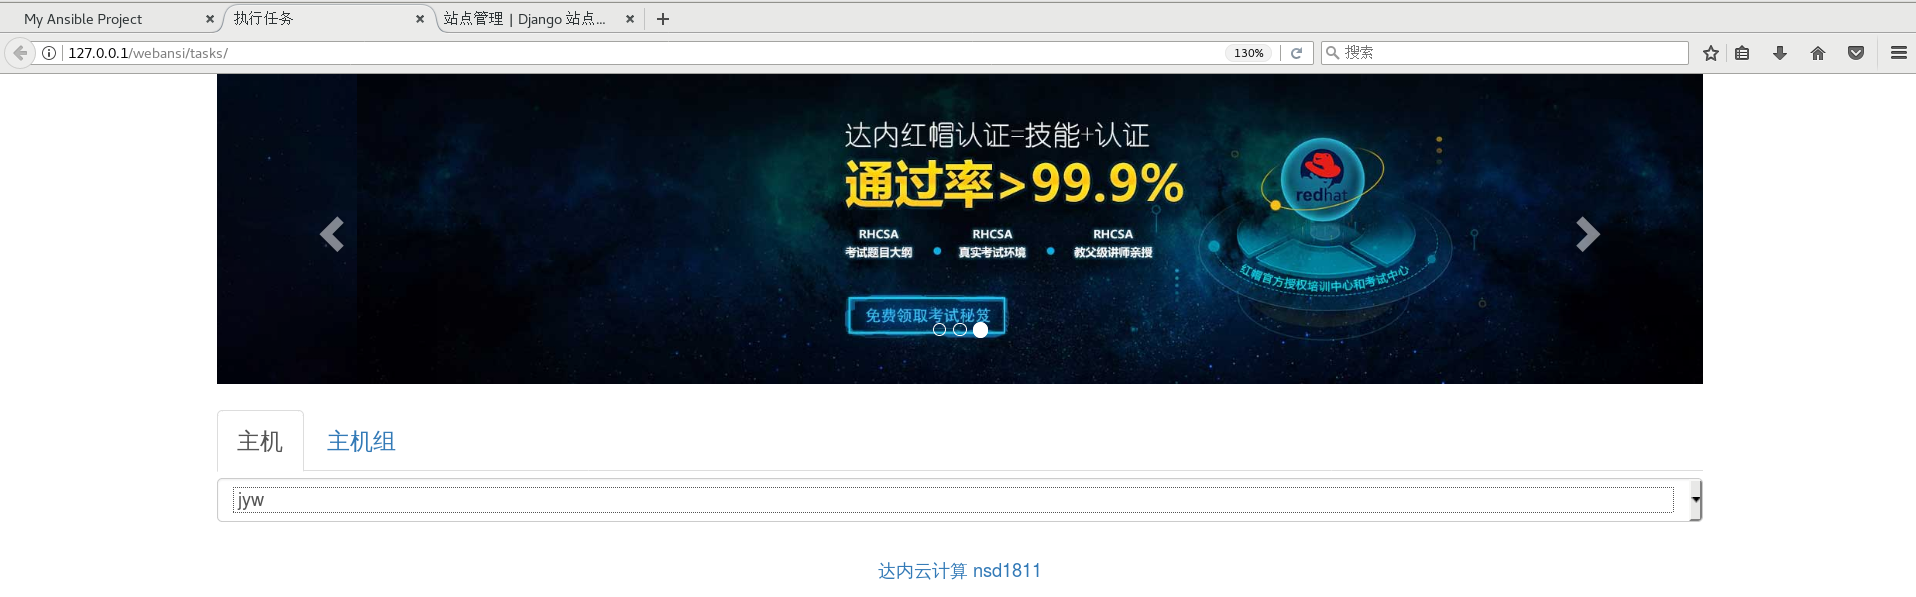 My Ansible Project
执行任务
站点管理 | Django 站点...
127.0.0.1/webansi/tasks/
130%
搜索
达内红帽认证=技能+认证
通过率>99.9%
RHCSA RHCSA RHCSA
考试题目大纲 真实考试环境 教父级讲师亲授
免费领取考试秘笈
redhat
红帽官方授权培训中心和考试中心
主机 主机组
jyw
达内云计算 nsd1811